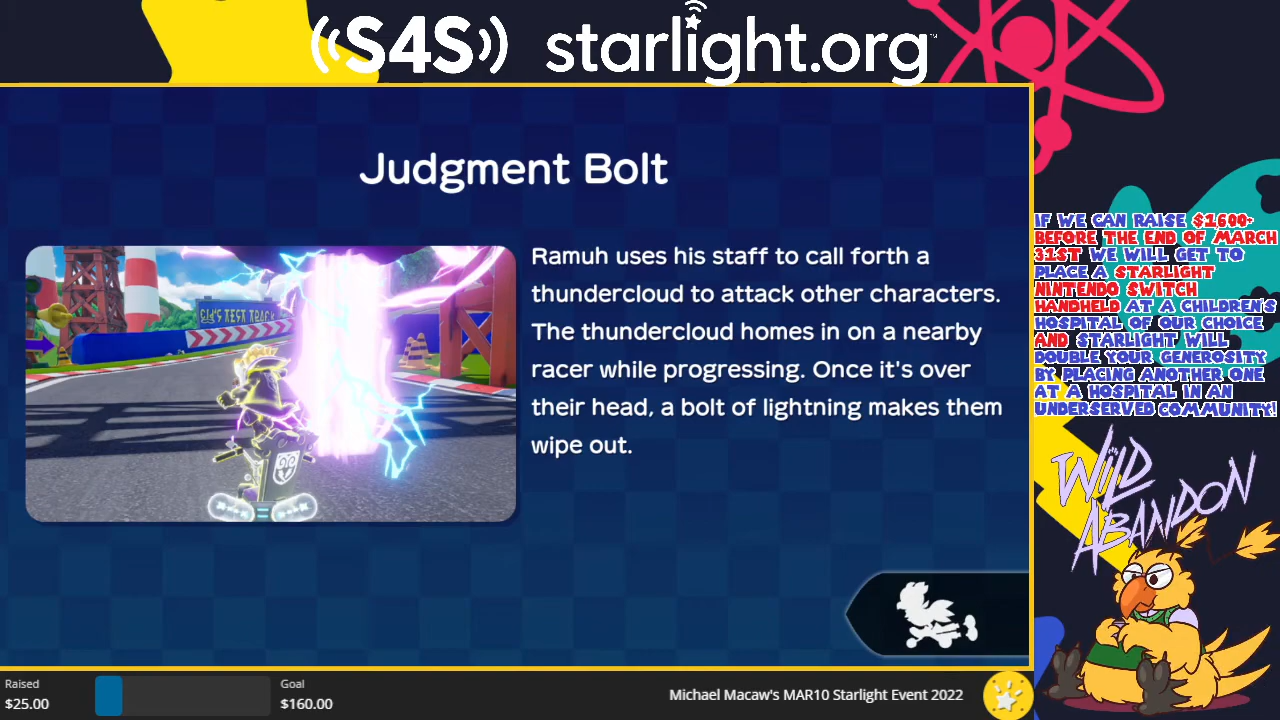 ((S4S)) starlight.org™
Judgment Bolt
Ramuh uses his staff to call forth a
thundercloud to attack other characters.
The thundercloud homes in on a nearby
racer while progressing. Once it's over
their head, a bolt of lightning makes them
wipe out.
CID'S TEST TRACK
IF WE CAN RAISE $1600+
BEFORE THE END OF MARCH
31ST WE WILL GET TO
PLACE A STARLIGHT
NINTENDO SWITCH
HANDHELD AT A CHILDREN'S
HOSPITAL OF OUR CHOICE
AND STARLIGHT WILL
DOUBLE YOUR GENEROSITY
BY PLACING ANOTHER ONE
AT A HOSPITAL IN AN
UNDERSERVED COMMUNITY!
WILD
ABANDON
Raised
$25.00
Goal
$160.00
Michael Macaw's MAR10 Starlight Event 2022